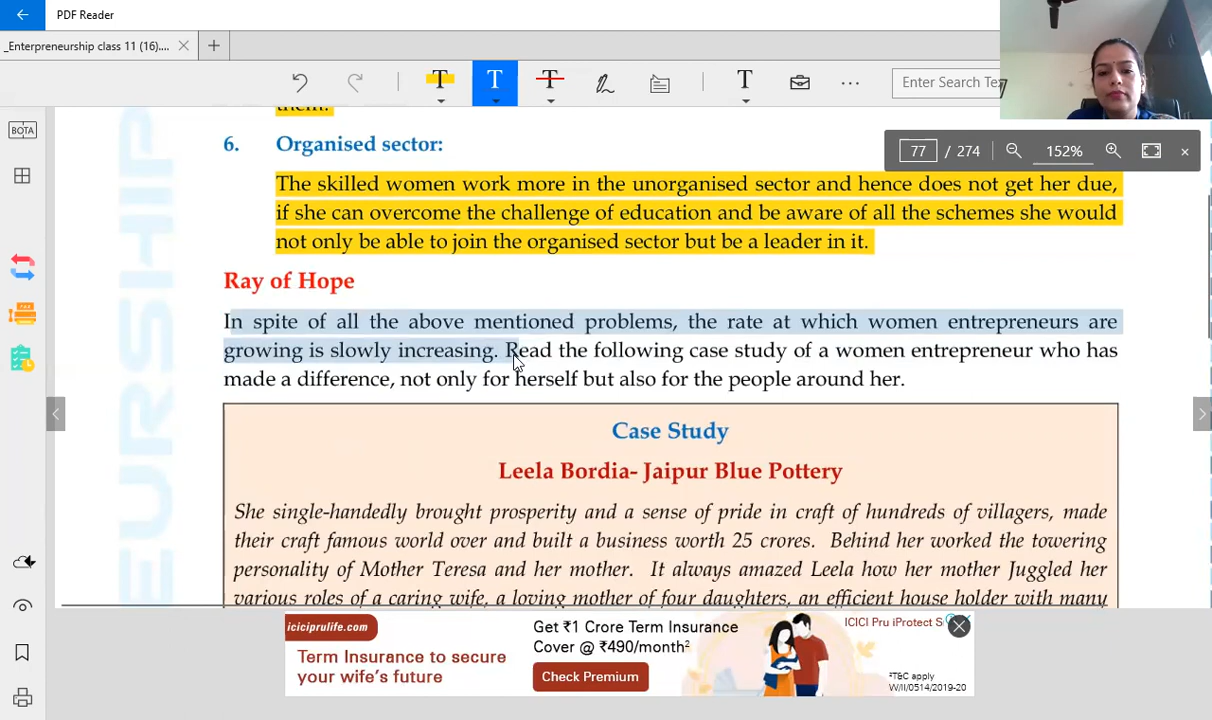 PDF Reader
_Enterpreneurship class 11 (16)....
T
T
T
T
Enter Search Tex
BOTA
77 / 274
152%
them.
6. Organised sector:
The skilled women work more in the unorganised sector and hence does not get her due,
if she can overcome the challenge of education and be aware of all the schemes she would
not only be able to join the organised sector but be a leader in it.
Ray of Hope
In spite of all the above mentioned problems, the rate at which women entrepreneurs are
growing is slowly increasing. Read the following case study of a women entrepreneur who has
made a difference, not only for herself but also for the people around her.
EURSHIP
Case Study
Leela Bordia- Jaipur Blue Pottery
She single-handedly brought prosperity and a sense of pride in craft of hundreds of villagers, made
their craft famous world over and built a business worth 25 crores. Behind her worked the towering
personality of Mother Teresa and her mother. It always amazed Leela how her mother Juggled her
various roles of a caring wife, a loving mother of four daughters, an efficient house holder with many
iciciprulife.com
Term Insurance to secure
your wife's future
Get ₹1 Crore Term Insurance
Cover @ ₹490/month²
Check Premium
ICICI Pru iProtect S
²T&C apply
W/II/0514/2019-20